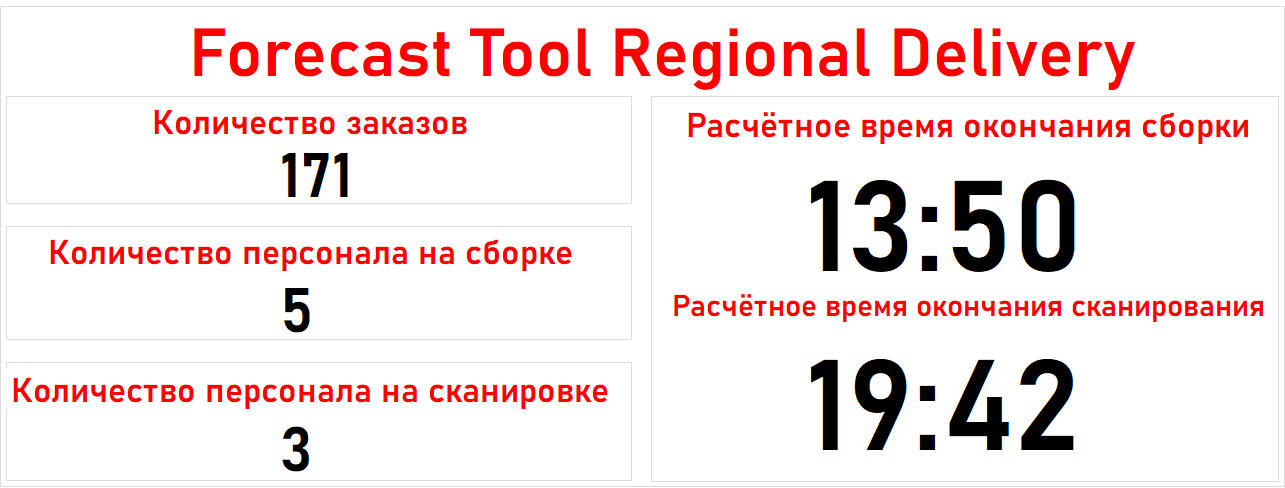 Forecast Tool Regional Delivery
Количество заказов
171
Количество персонала на сборке
5
Количество персонала на сканировке
3
Расчётное время окончания сборки
13:50
Расчётное время окончания сканирования
19:42